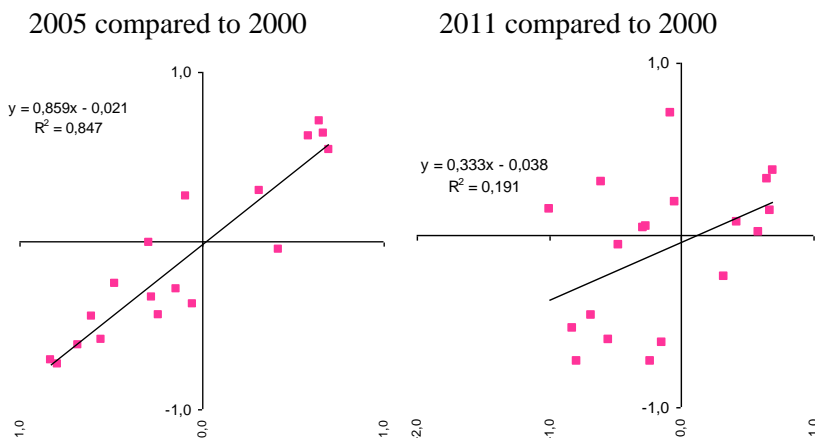 2005 compared to 2000
1,0
y = 0,859x - 0,021
R² = 0,847
-1,0
1,0
0,0
1,0
2011 compared to 2000
1,0
y = 0,333x - 0,038
R² = 0,191
-1,0
-2,0
-1,0
0,0
1,0